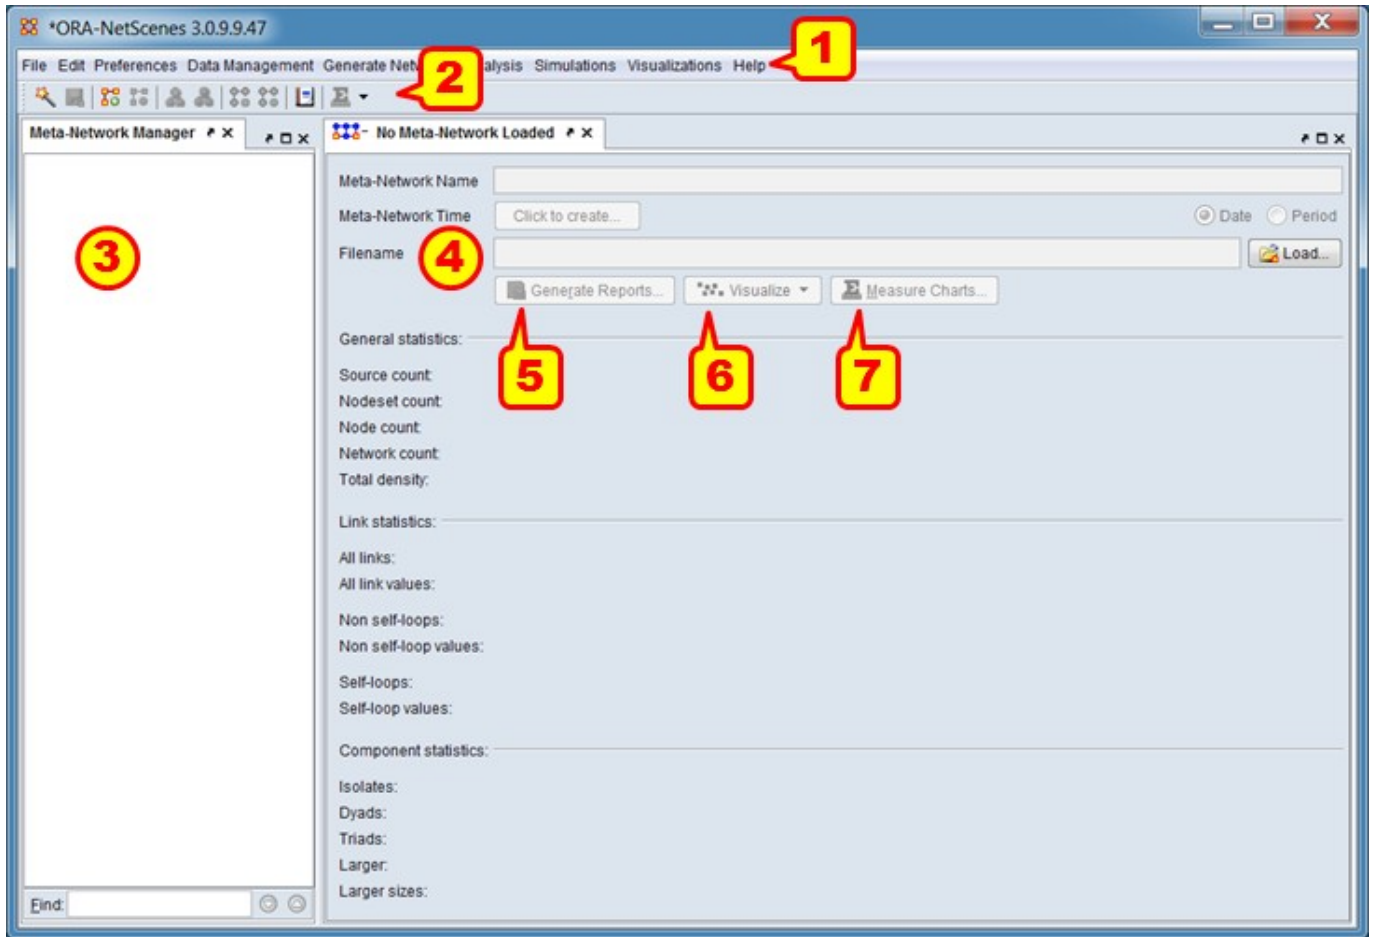 *ORA-NetScenes 3.0.9.9.47
File Edit Preferences Data Management Generate Net alysis Simulations Visualizations Help
1
2
Meta-Network Manager
No Meta-Network Loaded
Meta-Network Name
Meta-Network Time Click to create... Date Period
3
4
Filename Load...
Generate Reports... Visualize Measure Charts...
5 6 7
General statistics:
Source count:
Nodeset count:
Node count:
Network count:
Total density:
Link statistics:
All links:
All link values:
Non self-loops:
Non self-loop values:
Self-loops:
Self-loop values:
Component statistics:
Isolates:
Dyads:
Triads:
Larger:
Larger sizes:
Find: